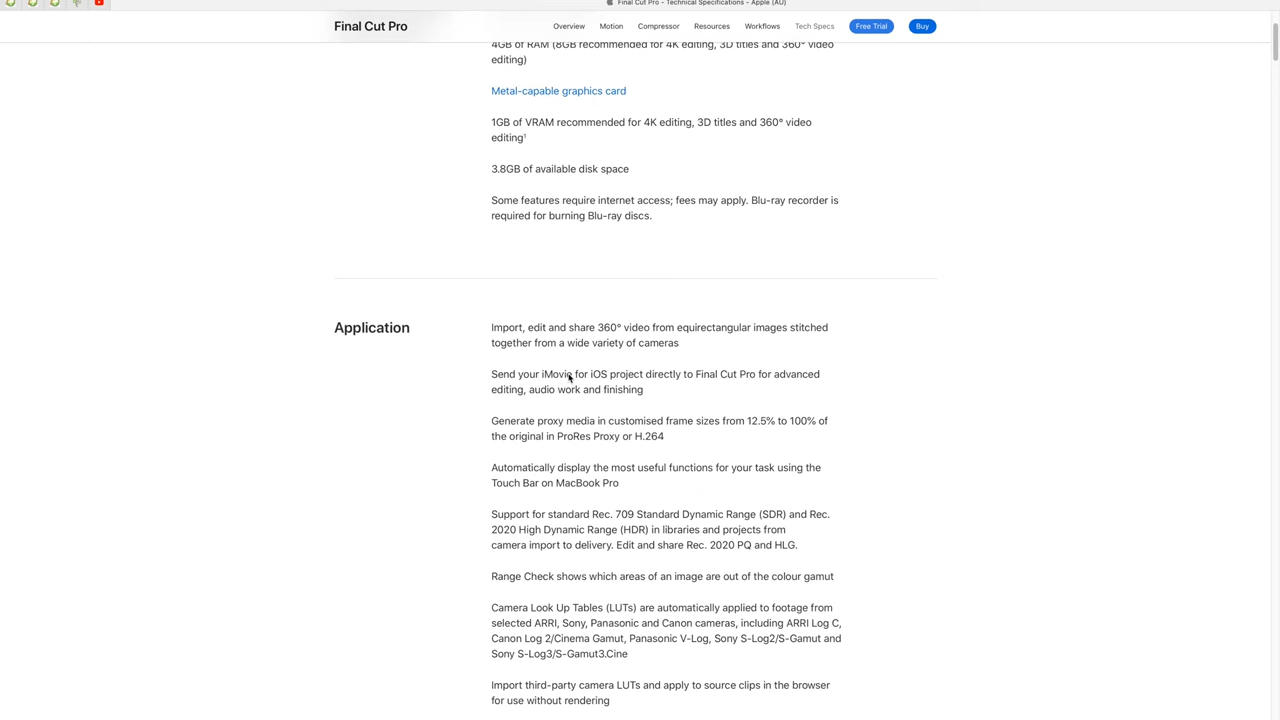 Final Cut Pro - Technical Specifications - Apple (AU)
Final Cut Pro
Overview Motion Compressor Resources Workflows Tech Specs Free Trial Buy
4GB of RAM (8GB recommended for 4K editing, 3D titles and 360° video
editing)
Metal-capable graphics card
1GB of VRAM recommended for 4K editing, 3D titles and 360° video
editing¹
3.8GB of available disk space
Some features require internet access; fees may apply. Blu-ray recorder is
required for burning Blu-ray discs.
Application
Import, edit and share 360° video from equirectangular images stitched
together from a wide variety of cameras
Send your iMovie for iOS project directly to Final Cut Pro for advanced
editing, audio work and finishing
Generate proxy media in customised frame sizes from 12.5% to 100% of
the original in ProRes Proxy or H.264
Automatically display the most useful functions for your task using the
Touch Bar on MacBook Pro
Support for standard Rec. 709 Standard Dynamic Range (SDR) and Rec.
2020 High Dynamic Range (HDR) in libraries and projects from
camera import to delivery. Edit and share Rec. 2020 PQ and HLG.
Range Check shows which areas of an image are out of the colour gamut
Camera Look Up Tables (LUTs) are automatically applied to footage from
selected ARRI, Sony, Panasonic and Canon cameras, including ARRI Log C,
Canon Log 2/Cinema Gamut, Panasonic V-Log, Sony S-Log2/S-Gamut and
Sony S-Log3/S-Gamut3.Cine
Import third-party camera LUTs and apply to source clips in the browser
for use without rendering